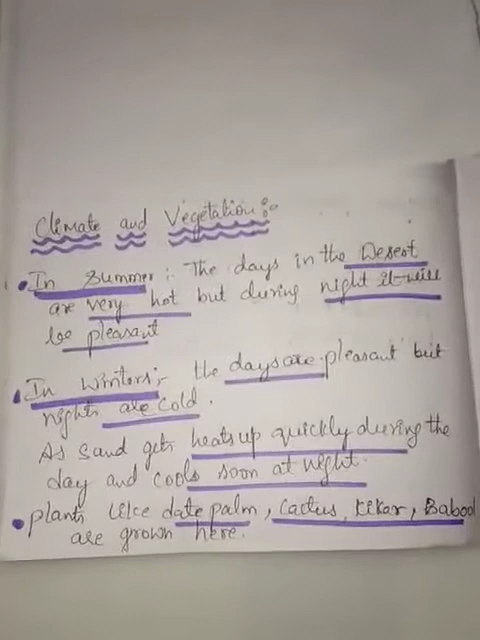 Climate and Vegetation :-
• In Summer :- The days in the Desert
are very hot but during night it will
be pleasant
• In winters :- the days are pleasant but
nights are cold.
As sand gets heats up quickly during the
day and cools soon at night.
• plants like date palm, cactus, kikar, Babool
are grown here.